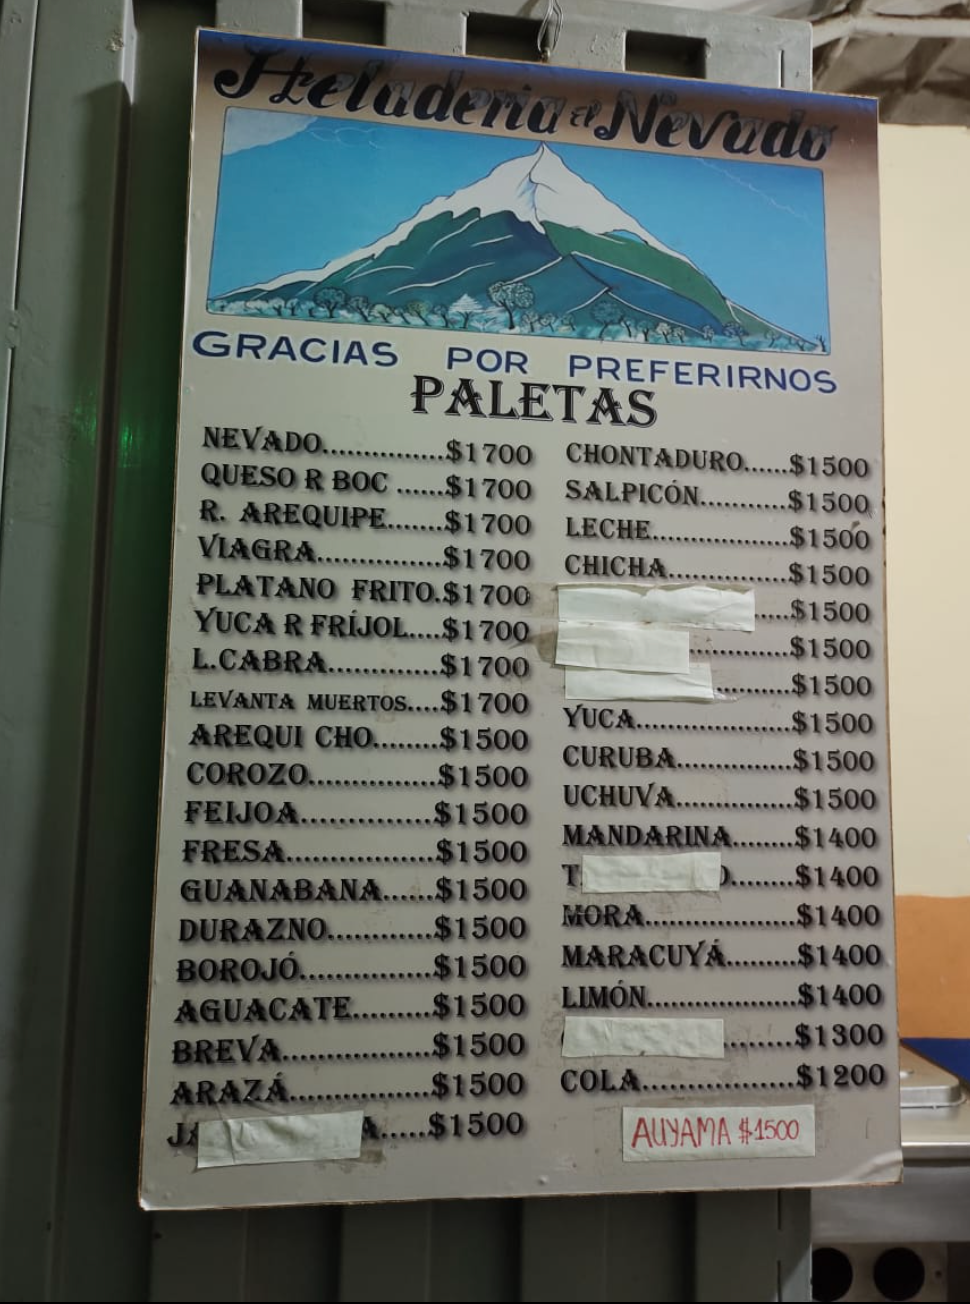 Heladeria el Nevado
GRACIAS POR PREFERIRNOS
PALETAS
NEVADO...............$1700
QUESO R BOC ......$1700
R. AREQUIPE.......$1700
VIAGRA..............$1700
PLATANO FRITO.$1700
YUCA R FRÍJOL....$1700
L.CABRA............$1700
LEVANTA MUERTOS....$1700
AREQUI CHO........$1500
COROZO...............$1500
FEIJOA...............$1500
FRESA.................$1500
GUANABANA......$1500
DURAZNO............$1500
BOROJÓ...............$1500
AGUACATE.........$1500
BREVA.................$1500
ARAZÁ.................$1500
.....$1500
CHONTADURO......$1500
SALPICÓN...........$1500
LECHE.................$1500
CHICHA...............$1500
.....$1500
............$1500
..........$1500
YUCA...................$1500
CURUBA..............$1500
UCHUVA..............$1500
MANDARINA........$1400
........$1400
MORA..................$1400
MARACUYÁ.........$1400
LIMÓN..................$1400
.........$1300
COLA....................$1200
AUYAMA $1500